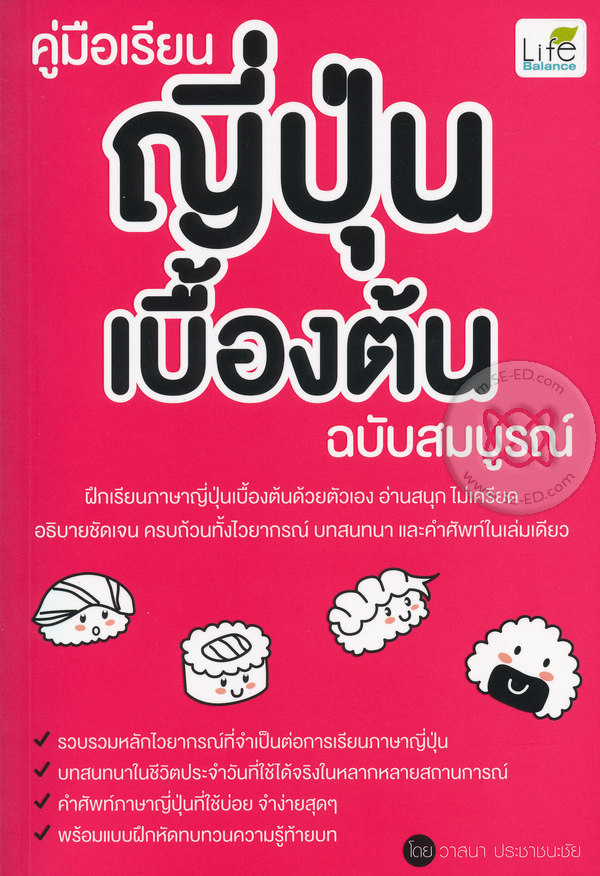 คู่มือเรียน
Life
Balance
ญี่ปุ่น
เบื้องต้น
ฉบับสมบูรณ์
m.SE-ED.com
SE-ED.com
ฝึกเรียนภาษาญี่ปุ่นเบื้องต้นด้วยตัวเอง อ่านสนุก ไม่เครียด
อธิบายชัดเจน ครบถ้วนทั้งไวยากรณ์ บทสนทนา และคำศัพท์ในเล่มเดียว
รวบรวมหลักไวยากรณ์ที่จำเป็นต่อการเรียนภาษาญี่ปุ่น
บทสนทนาในชีวิตประจำวันที่ใช้ได้จริงในหลากหลายสถานการณ์
คำศัพท์ภาษาญี่ปุ่นที่ใช้บ่อย จำง่ายสุดๆ
พร้อมแบบฝึกหัดทบทวนความรู้ท้ายบท
โดย วาสนา ประชาชนะชัย